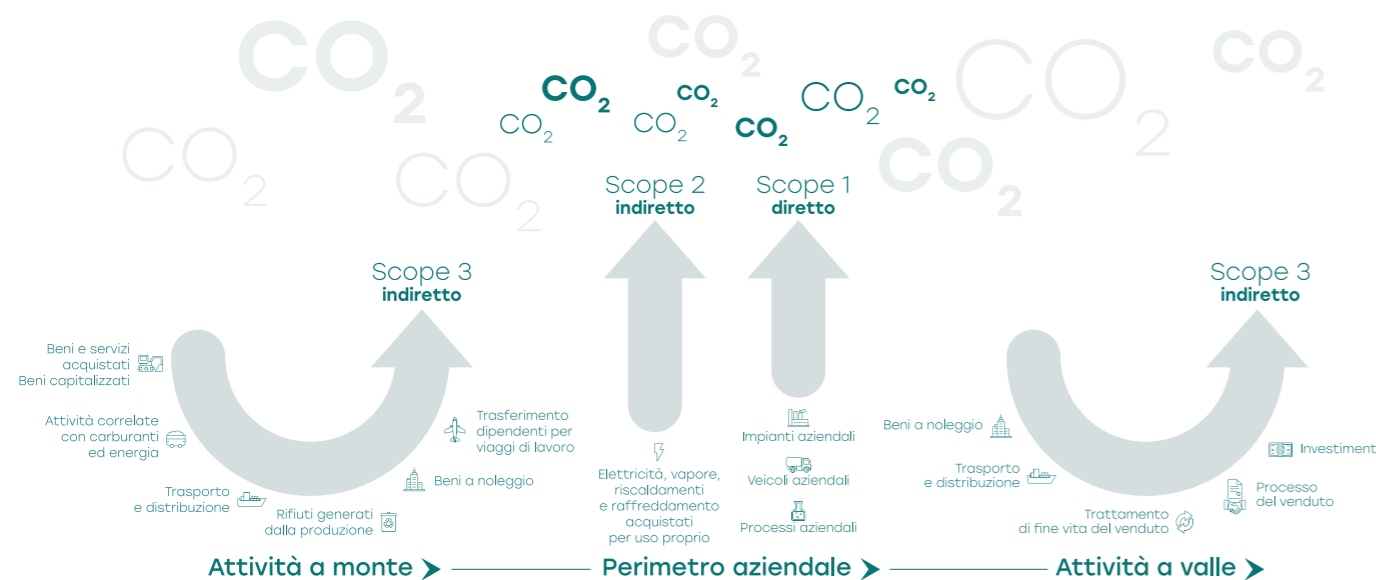 CO2
CO2
CO2
CO2
CO2
CO2
CO2
CO2
CO2
CO2
CO2
CO2
CO2
CO2
Scope 2
indiretto
Scope 1
diretto
Scope 3
indiretto
Scope 3
indiretto
Beni e servizi
acquistati
Beni capitalizzati
Attività correlate
con carburanti
ed energia
Trasporto
e distribuzione
Rifiuti generati
dalla produzione
Trasferimento
dipendenti per
viaggi di lavoro
Beni a noleggio
Elettricità, vapore,
riscaldamenti
e raffreddamento
acquistati
per uso proprio
Impianti aziendali
Veicoli aziendali
Processi aziendali
Beni a noleggio
Trasporto
e distribuzione
Trattamento
di fine vita del venduto
Processo
del venduto
Investiment
Attività a monte
Perimetro aziendale
Attività a valle